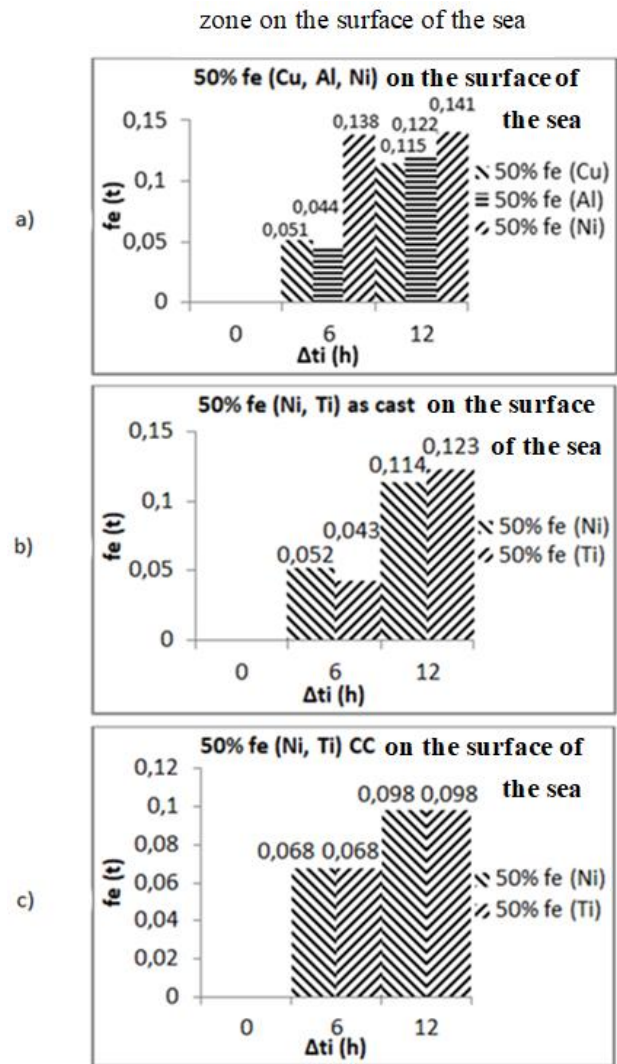 zone on the surface of the sea
a)
50% fe (Cu, Al, Ni) on the surface of
the sea
fe (t)
0,15
0,1
0,05
0
0,051
0,044
0,138
0,115
0,122
0,141
50% fe (Cu)
50% fe (Al)
50% fe (Ni)
0 6 12
Δti (h)
b)
50% fe (Ni, Ti) as cast on the surface
of the sea
fe (t)
0,15
0,1
0,05
0
0,052
0,043
0,114
0,123
50% fe (Ni)
50% fe (Ti)
0 6 12
Δti (h)
c)
50% fe (Ni, Ti) CC on the surface of
the sea
fe (t)
0,12
0,1
0,08
0,06
0,04
0,02
0
0,068 0,068
0,098 0,098
50% fe (Ni)
50% fe (Ti)
0 6 12
Δti (h)